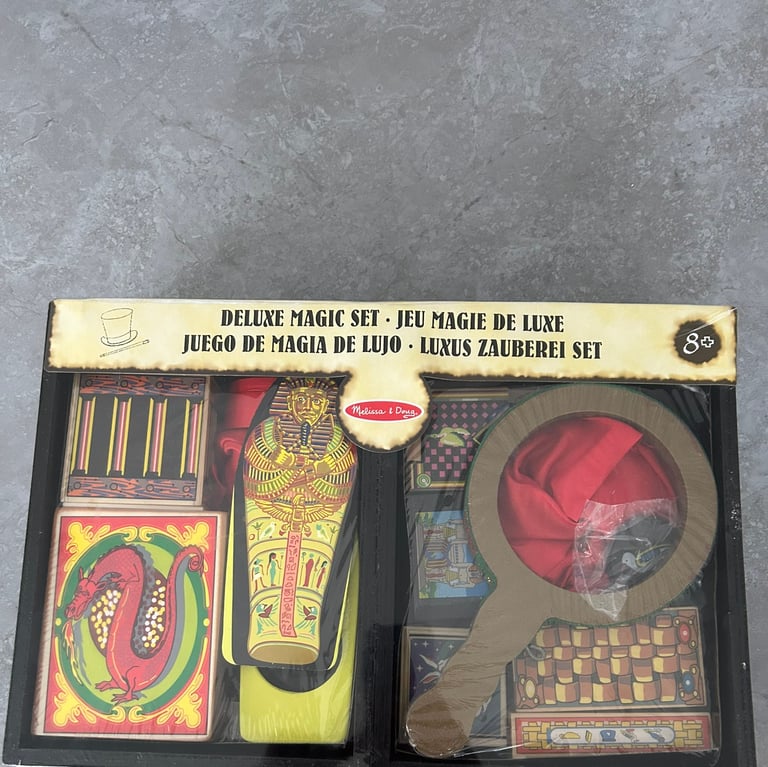 DELUXE MAGIC SET · JEU MAGIE DE LUXE
JUEGO DE MAGIA DE LUJO · LUXUS ZAUBEREI SET
8+
Melissa & Doug